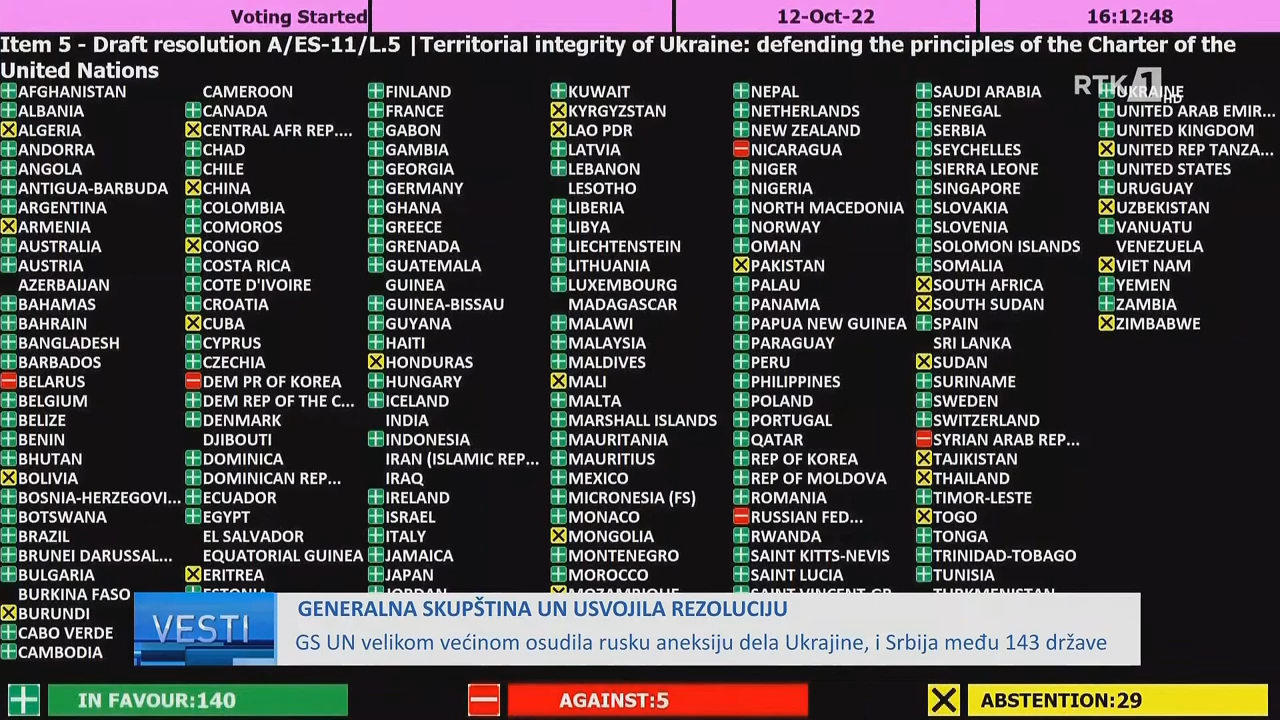 Voting Started 12-Oct-22 16:12:48
Item 5 - Draft resolution A/ES-11/L.5 |Territorial integrity of Ukraine: defending the principles of the Charter of the
United Nations
RTK1
HD
AFGHANISTAN
ALBANIA
ALGERIA
ANDORRA
ANGOLA
ANTIGUA-BARBUDA
ARGENTINA
ARMENIA
AUSTRALIA
AUSTRIA
AZERBAIJAN
BAHAMAS
BAHRAIN
BANGLADESH
BARBADOS
BELARUS
BELGIUM
BELIZE
BENIN
BHUTAN
BOLIVIA
BOSNIA-HERZEGOVI...
BOTSWANA
BRAZIL
BRUNEI DARUSSAL...
BULGARIA
BURKINA FASO
BURUNDI
CABO VERDE
CAMBODIA
CAMEROON
CANADA
CENTRAL AFR REP....
CHAD
CHILE
CHINA
COLOMBIA
COMOROS
CONGO
COSTA RICA
COTE D'IVOIRE
CROATIA
CUBA
CYPRUS
CZECHIA
DEM PR OF KOREA
DEM REP OF THE C...
DENMARK
DJIBOUTI
DOMINICA
DOMINICAN REP...
ECUADOR
EGYPT
EL SALVADOR
EQUATORIAL GUINEA
ERITREA
ESTONIA
FINLAND
FRANCE
GABON
GAMBIA
GEORGIA
GERMANY
GHANA
GREECE
GRENADA
GUATEMALA
GUINEA
GUINEA-BISSAU
GUYANA
HAITI
HONDURAS
HUNGARY
ICELAND
INDIA
INDONESIA
IRAN (ISLAMIC REP...
IRAQ
IRELAND
ISRAEL
ITALY
JAMAICA
JAPAN
JORDAN
KUWAIT
KYRGYZSTAN
LAO PDR
LATVIA
LEBANON
LESOTHO
LIBERIA
LIBYA
LIECHTENSTEIN
LITHUANIA
LUXEMBOURG
MADAGASCAR
MALAWI
MALAYSIA
MALDIVES
MALI
MALTA
MARSHALL ISLANDS
MAURITANIA
MAURITIUS
MEXICO
MICRONESIA (FS)
MONACO
MONGOLIA
MONTENEGRO
MOROCCO
MOZAMBIQUE
NEPAL
NETHERLANDS
NEW ZEALAND
NICARAGUA
NIGER
NIGERIA
NORTH MACEDONIA
NORWAY
OMAN
PAKISTAN
PALAU
PANAMA
PAPUA NEW GUINEA
PARAGUAY
PERU
PHILIPPINES
POLAND
PORTUGAL
QATAR
REP OF KOREA
REP OF MOLDOVA
ROMANIA
RUSSIAN FED...
RWANDA
SAINT KITTS-NEVIS
SAINT LUCIA
SAINT VINCENT-GR...
SAUDI ARABIA
SENEGAL
SERBIA
SEYCHELLES
SIERRA LEONE
SINGAPORE
SLOVAKIA
SLOVENIA
SOLOMON ISLANDS
SOMALIA
SOUTH AFRICA
SOUTH SUDAN
SPAIN
SRI LANKA
SUDAN
SURINAME
SWEDEN
SWITZERLAND
SYRIAN ARAB REP...
TAJIKISTAN
THAILAND
TIMOR-LESTE
TOGO
TONGA
TRINIDAD-TOBAGO
TUNISIA
TURKMENISTAN
UKRAINE
UNITED ARAB EMIR...
UNITED KINGDOM
UNITED REP TANZA...
UNITED STATES
URUGUAY
UZBEKISTAN
VANUATU
VENEZUELA
VIET NAM
YEMEN
ZAMBIA
ZIMBABWE
VESTI
GENERALNA SKUPŠTINA UN USVOJILA REZOLUCIJU
GS UN velikom većinom osudila rusku aneksiju dela Ukrajine, i Srbija među 143 države
IN FAVOUR:140 AGAINST:5 ABSTENTION:29